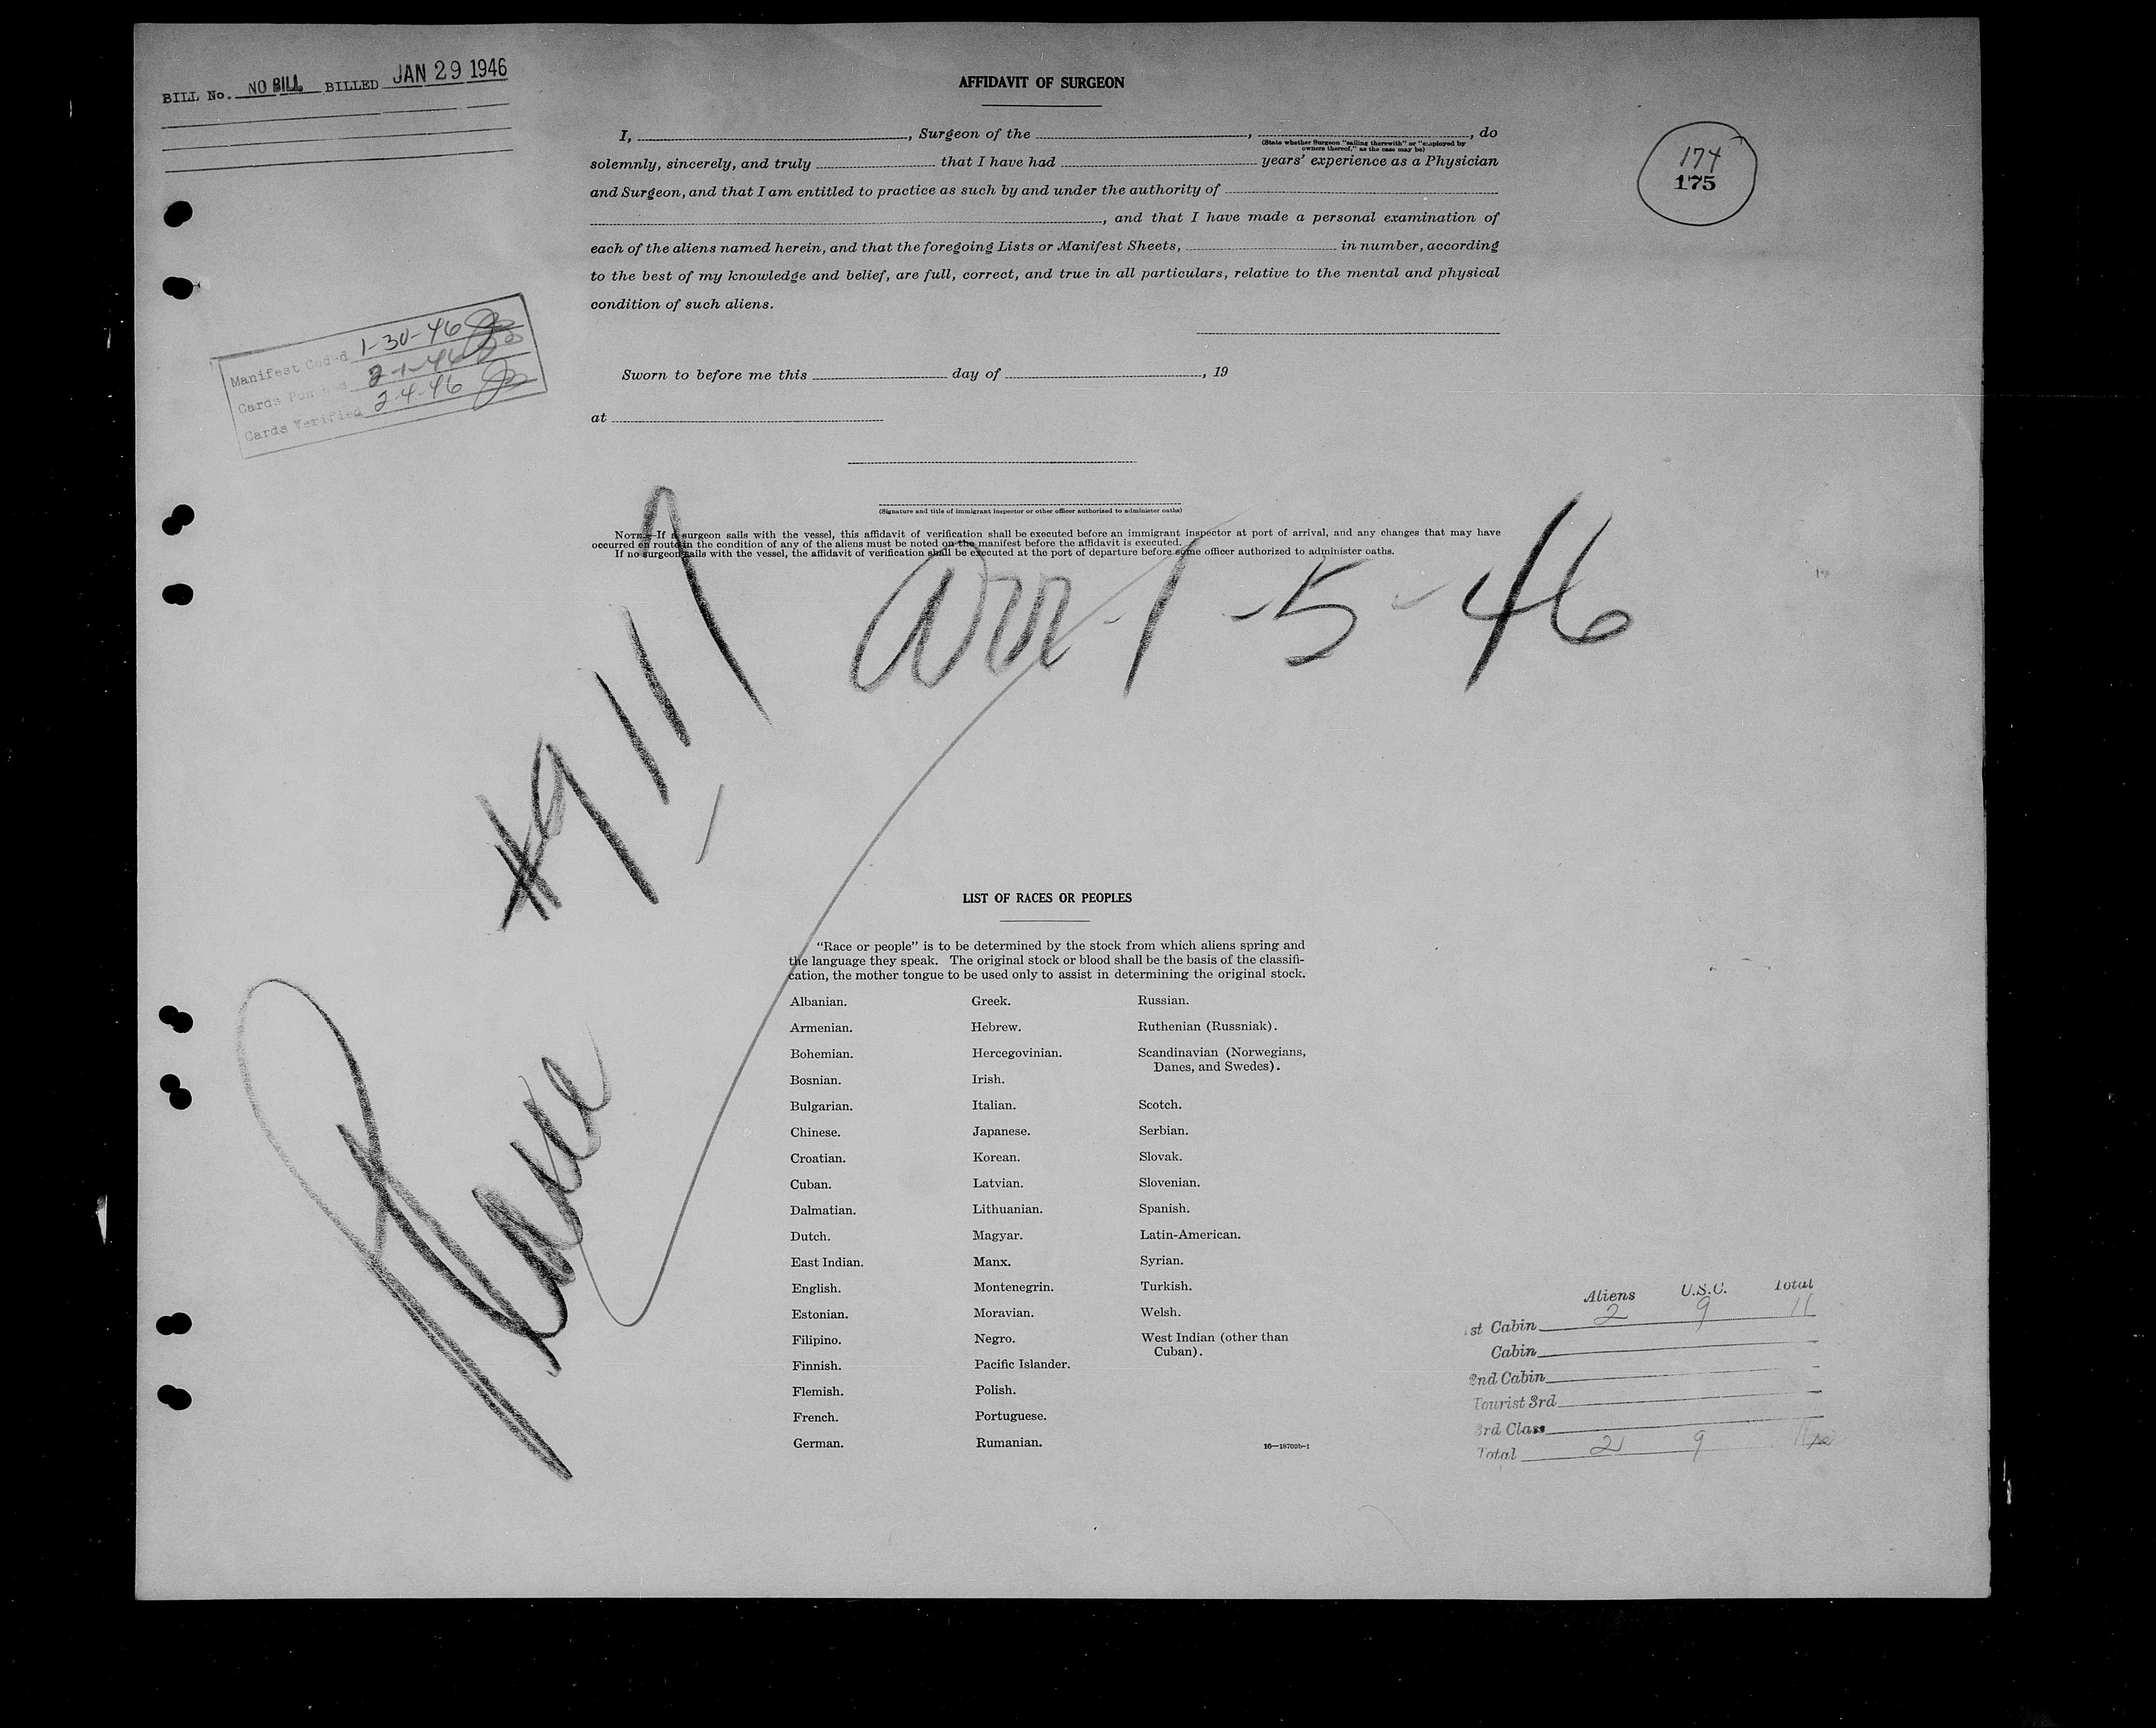 BILL No. NO BILL BILLED JAN 29 1946
AFFIDAVIT OF SURGEON
I, , Surgeon of the , , do
(State whether Surgeon "sailing therewith" or "employed by
owners thereof," as the case may be)
solemnly, sincerely, and truly that I have had years' experience as a Physician
and Surgeon, and that I am entitled to practice as such by and under the authority of
, and that I have made a personal examination of
each of the aliens named herein, and that the foregoing Lists or Manifest Sheets, in number, according
to the best of my knowledge and belief, are full, correct, and true in all particulars, relative to the mental and physical
condition of such aliens.
174
175
Manifest Coded 1-30-46
Cards Punched 2-1-46
Cards Verified 2-4-46
Sworn to before me this day of , 19
at
(Signature and title of immigrant inspector or other officer authorized to administer oaths)
NOTE.—If a surgeon sails with the vessel, this affidavit of verification shall be executed before an immigrant inspector at port of arrival, and any changes that may have
occurred en route in the condition of any of the aliens must be noted on the manifest before the affidavit is executed.
If no surgeon sails with the vessel, the affidavit of verification shall be executed at the port of departure before some officer authorized to administer oaths.
Arr-1-5-46
Plane
LIST OF RACES OR PEOPLES
"Race or people" is to be determined by the stock from which aliens spring and
the language they speak. The original stock or blood shall be the basis of the classifi-
cation, the mother tongue to be used only to assist in determining the original stock.
Albanian.
Armenian.
Bohemian.
Bosnian.
Bulgarian.
Chinese.
Croatian.
Cuban.
Dalmatian.
Dutch.
East Indian.
English.
Estonian.
Filipino.
Finnish.
Flemish.
French.
German.
Greek.
Hebrew.
Hercegovinian.
Irish.
Italian.
Japanese.
Korean.
Latvian.
Lithuanian.
Magyar.
Manx.
Montenegrin.
Moravian.
Negro.
Pacific Islander.
Polish.
Portuguese.
Rumanian.
Russian.
Ruthenian (Russniak).
Scandinavian (Norwegians,
Danes, and Swedes).
Scotch.
Serbian.
Slovak.
Slovenian.
Spanish.
Latin-American.
Syrian.
Turkish.
Welsh.
West Indian (other than
Cuban).
16—18709b-1
Aliens U.S.C. Total
1st Cabin 2 9 11
Cabin
2nd Cabin
Tourist 3rd
3rd Class
Total 2 9